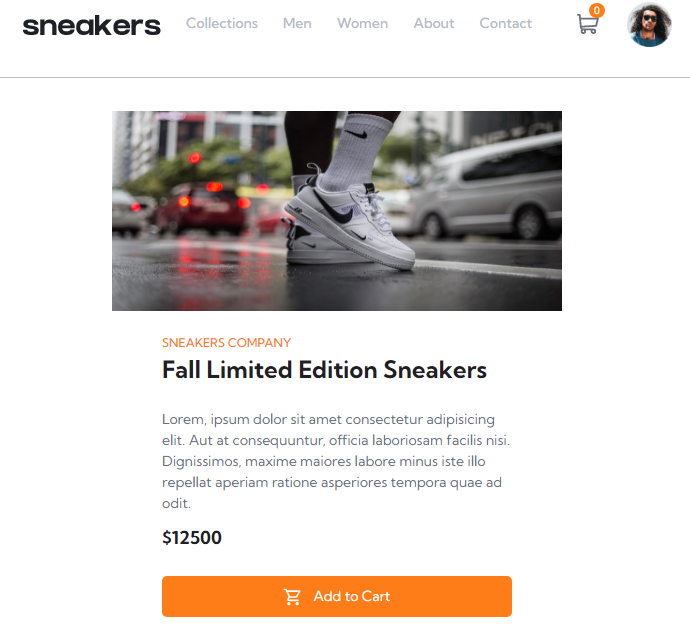 sneakers Collections Men Women About Contact 0
SNEAKERS COMPANY
Fall Limited Edition Sneakers
Lorem, ipsum dolor sit amet consectetur adipisicing
elit. Aut at consequuntur, officia laboriosam facilis nisi.
Dignissimos, maxime maiores labore minus iste illo
repellat aperiam ratione asperiores tempora quae ad
odit.
$12500
Add to Cart